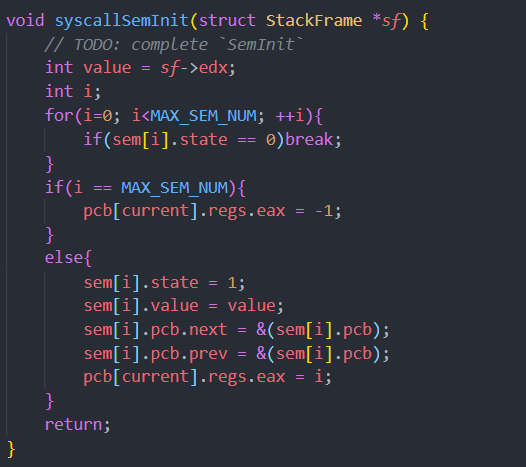 void syscallSemInit(struct StackFrame *sf) {
    // TODO: complete `SemInit`
    int value = sf->edx;
    int i;
    for(i=0; i<MAX_SEM_NUM; ++i){
        if(sem[i].state == 0)break;
    }
    if(i == MAX_SEM_NUM){
        pcb[current].regs.eax = -1;
    }
    else{
        sem[i].state = 1;
        sem[i].value = value;
        sem[i].pcb.next = &(sem[i].pcb);
        sem[i].pcb.prev = &(sem[i].pcb);
        pcb[current].regs.eax = i;
    }
    return;
}